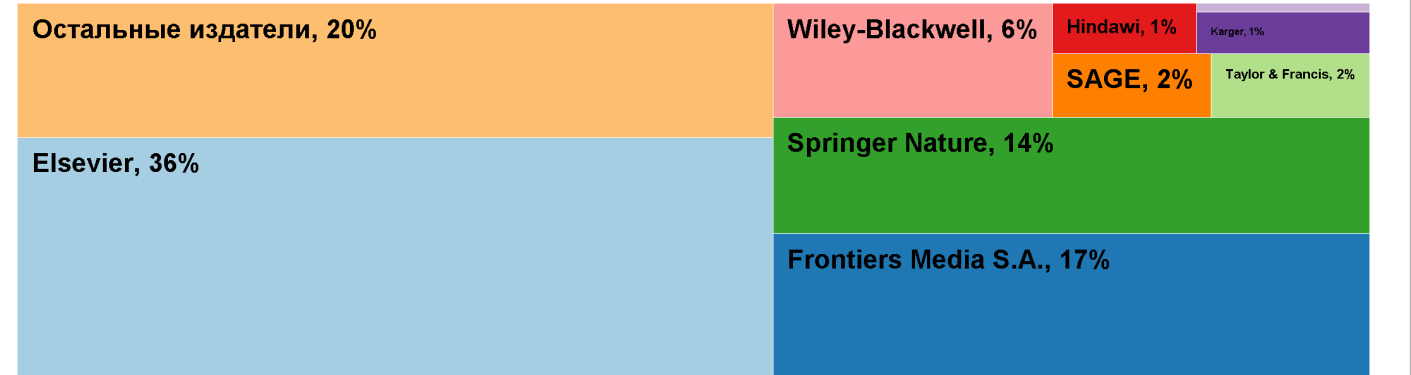 Остальные издатели, 20%
Elsevier, 36%
Wiley-Blackwell, 6%
Hindawi, 1%
Karger, 1%
SAGE, 2%
Taylor & Francis, 2%
Springer Nature, 14%
Frontiers Media S.A., 17%